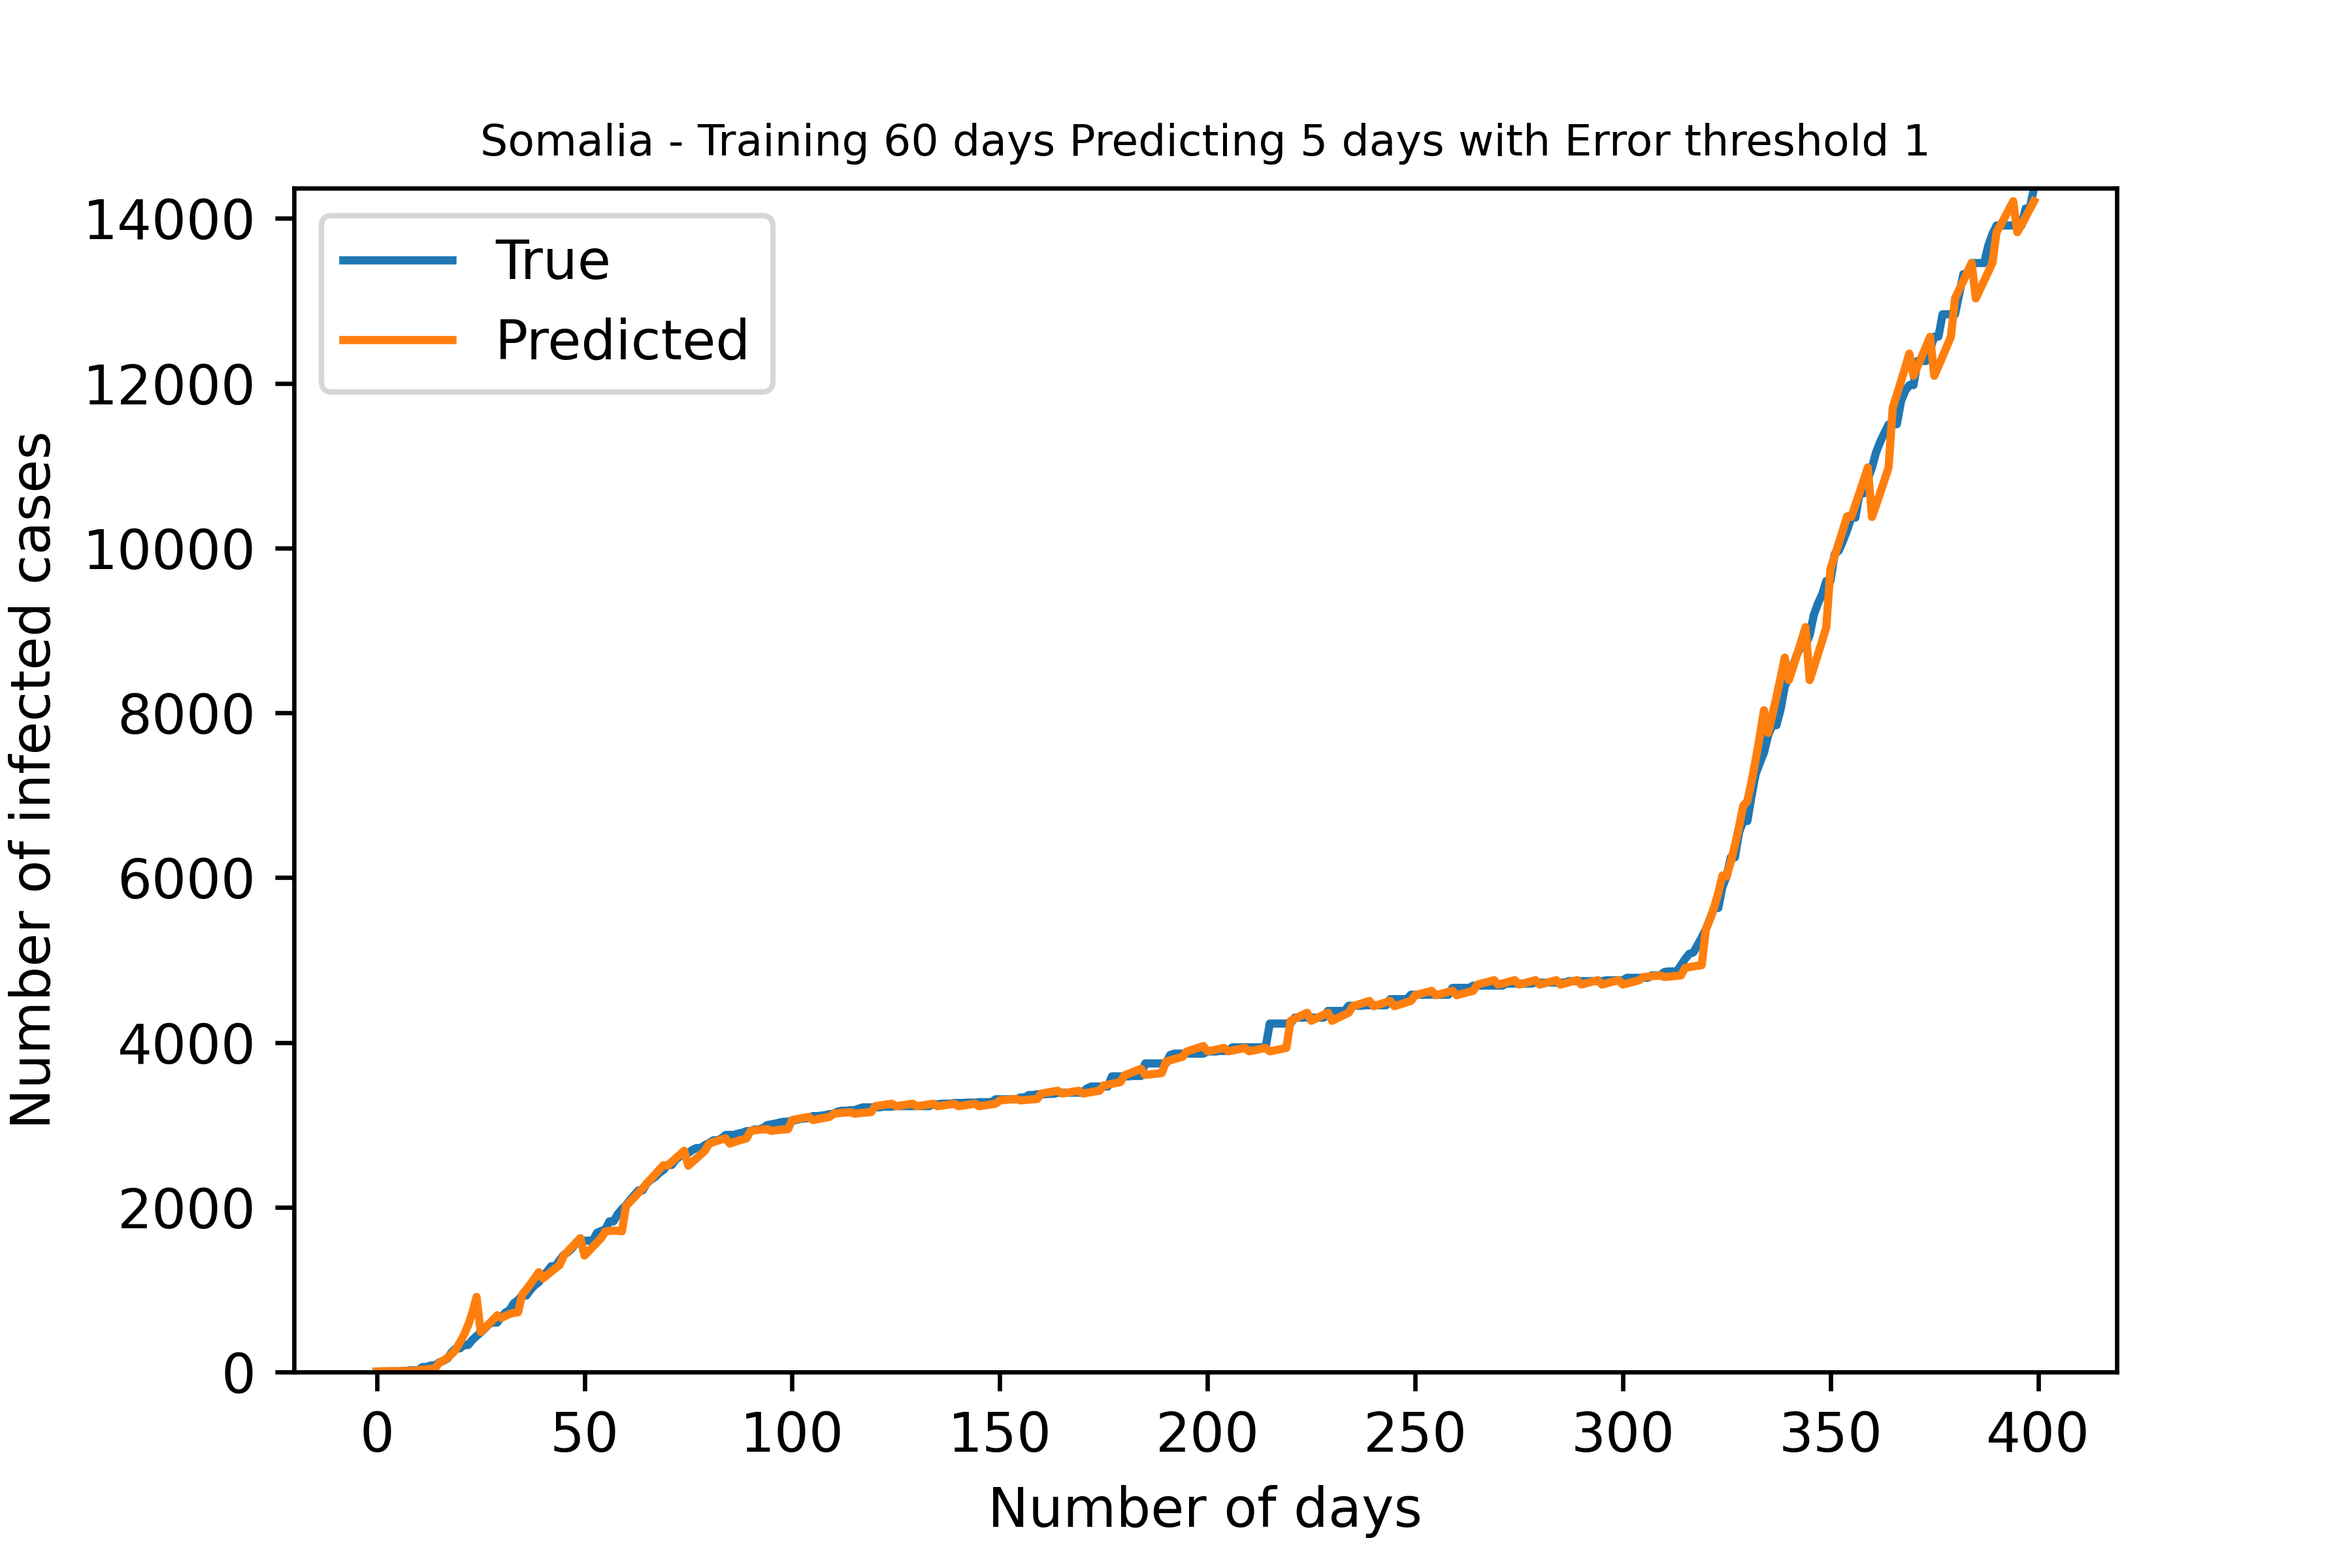 Somalia - Training 60 days Predicting 5 days with Error threshold 1
14000
12000
10000
8000
6000
4000
2000
0
Number of infected cases
True
Predicted
0 50 100 150 200 250 300 350 400
Number of days